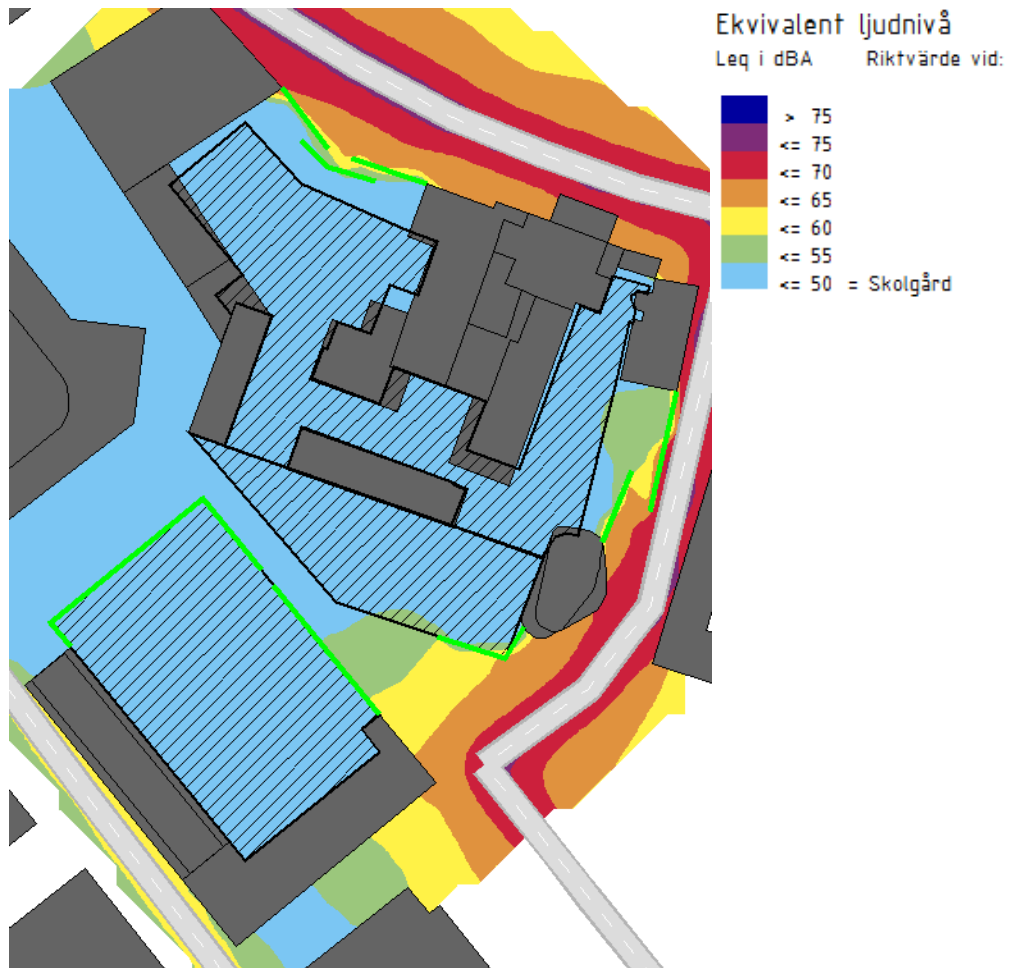 Ekvivalent ljudnivå
Leq i dBA Riktvärde vid:
> 75
<= 75
<= 70
<= 65
<= 60
<= 55
<= 50 = Skolgård